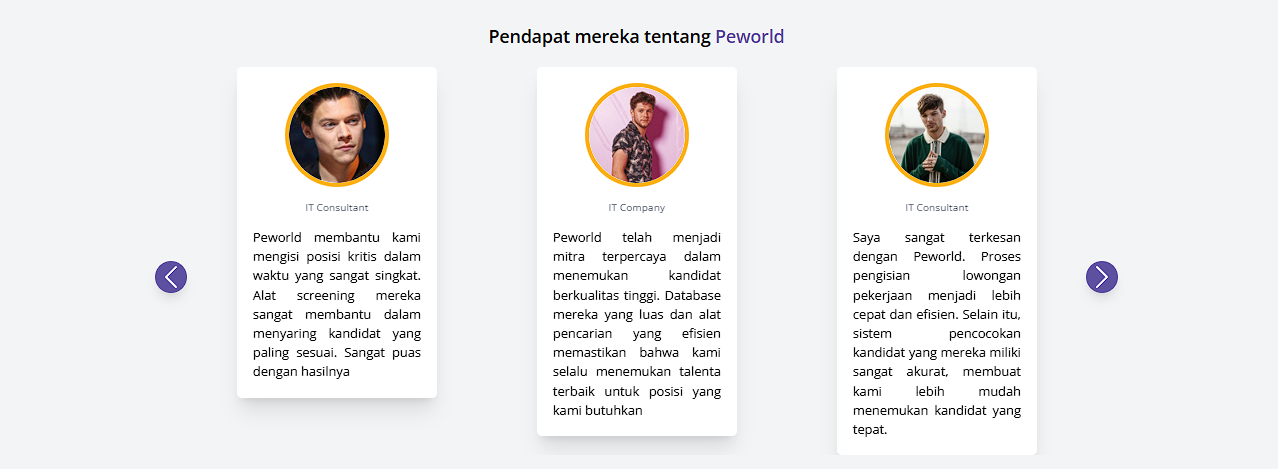 Pendapat mereka tentang Peworld
IT Consultant
Peworld membantu kami
mengisi posisi kritis dalam
waktu yang sangat singkat.
Alat screening mereka
sangat membantu dalam
menyaring kandidat yang
paling sesuai. Sangat puas
dengan hasilnya
IT Company
Peworld telah menjadi
mitra terpercaya dalam
menemukan kandidat
berkualitas tinggi. Database
mereka yang luas dan alat
pencarian yang efisien
memastikan bahwa kami
selalu menemukan talenta
terbaik untuk posisi yang
kami butuhkan
IT Consultant
Saya sangat terkesan
dengan Peworld. Proses
pengisian lowongan
pekerjaan menjadi lebih
cepat dan efisien. Selain itu,
sistem pencocokan
kandidat yang mereka miliki
sangat akurat, membuat
kami lebih mudah
menemukan kandidat yang
tepat.